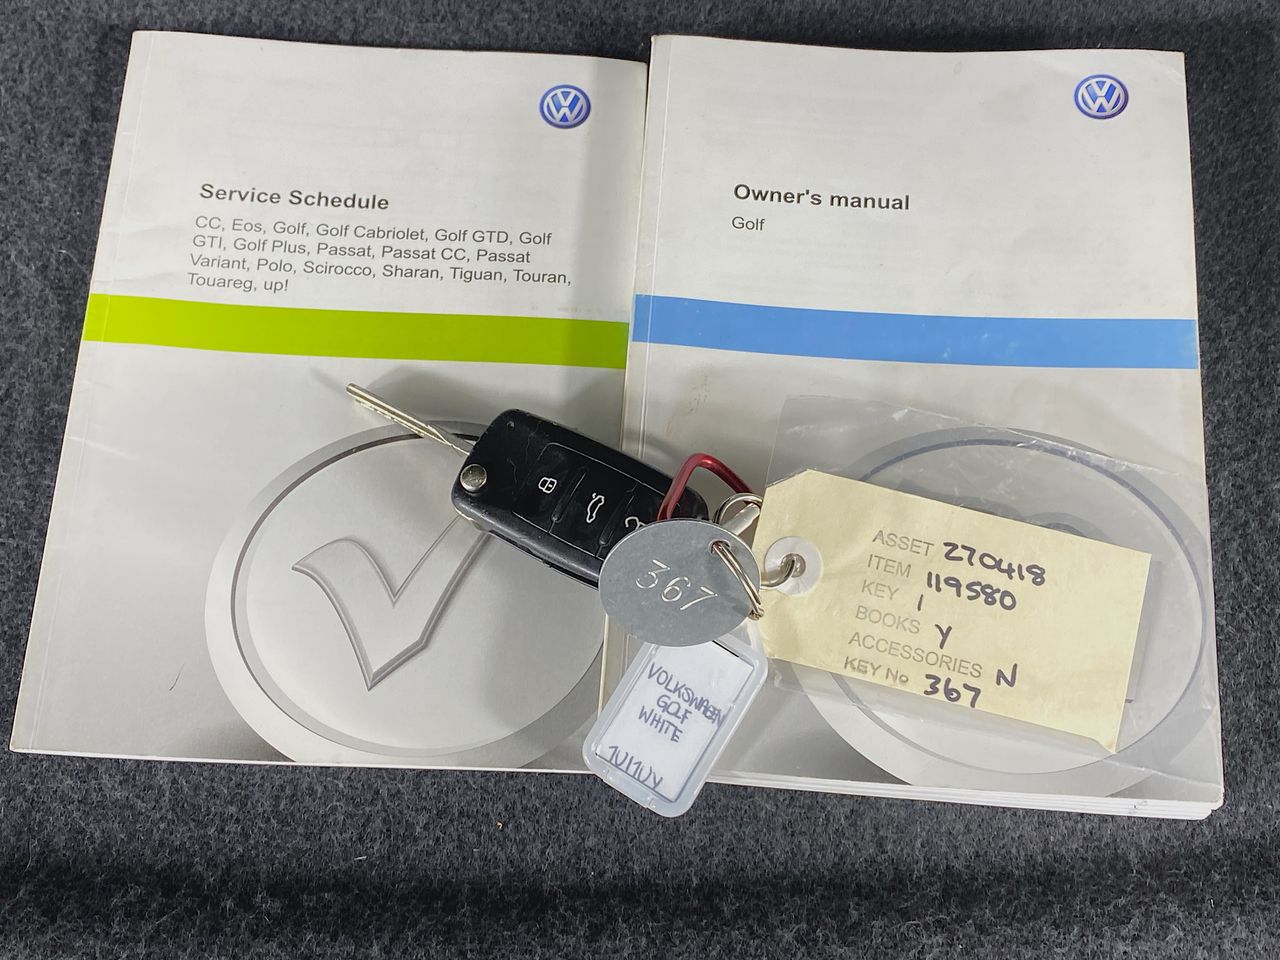 Service Schedule
CC, Eos, Golf, Golf Cabriolet, Golf GTD, Golf
GTI, Golf Plus, Passat, Passat CC, Passat
Variant, Polo, Scirocco, Sharan, Tiguan, Touran,
Touareg, up!
Owner's manual
Golf
367
VOLKSWAGEN
GOLF
WHITE
ASSET 270418
ITEM 119580
KEY 1
BOOKS Y
ACCESSORIES N
KEY No 367